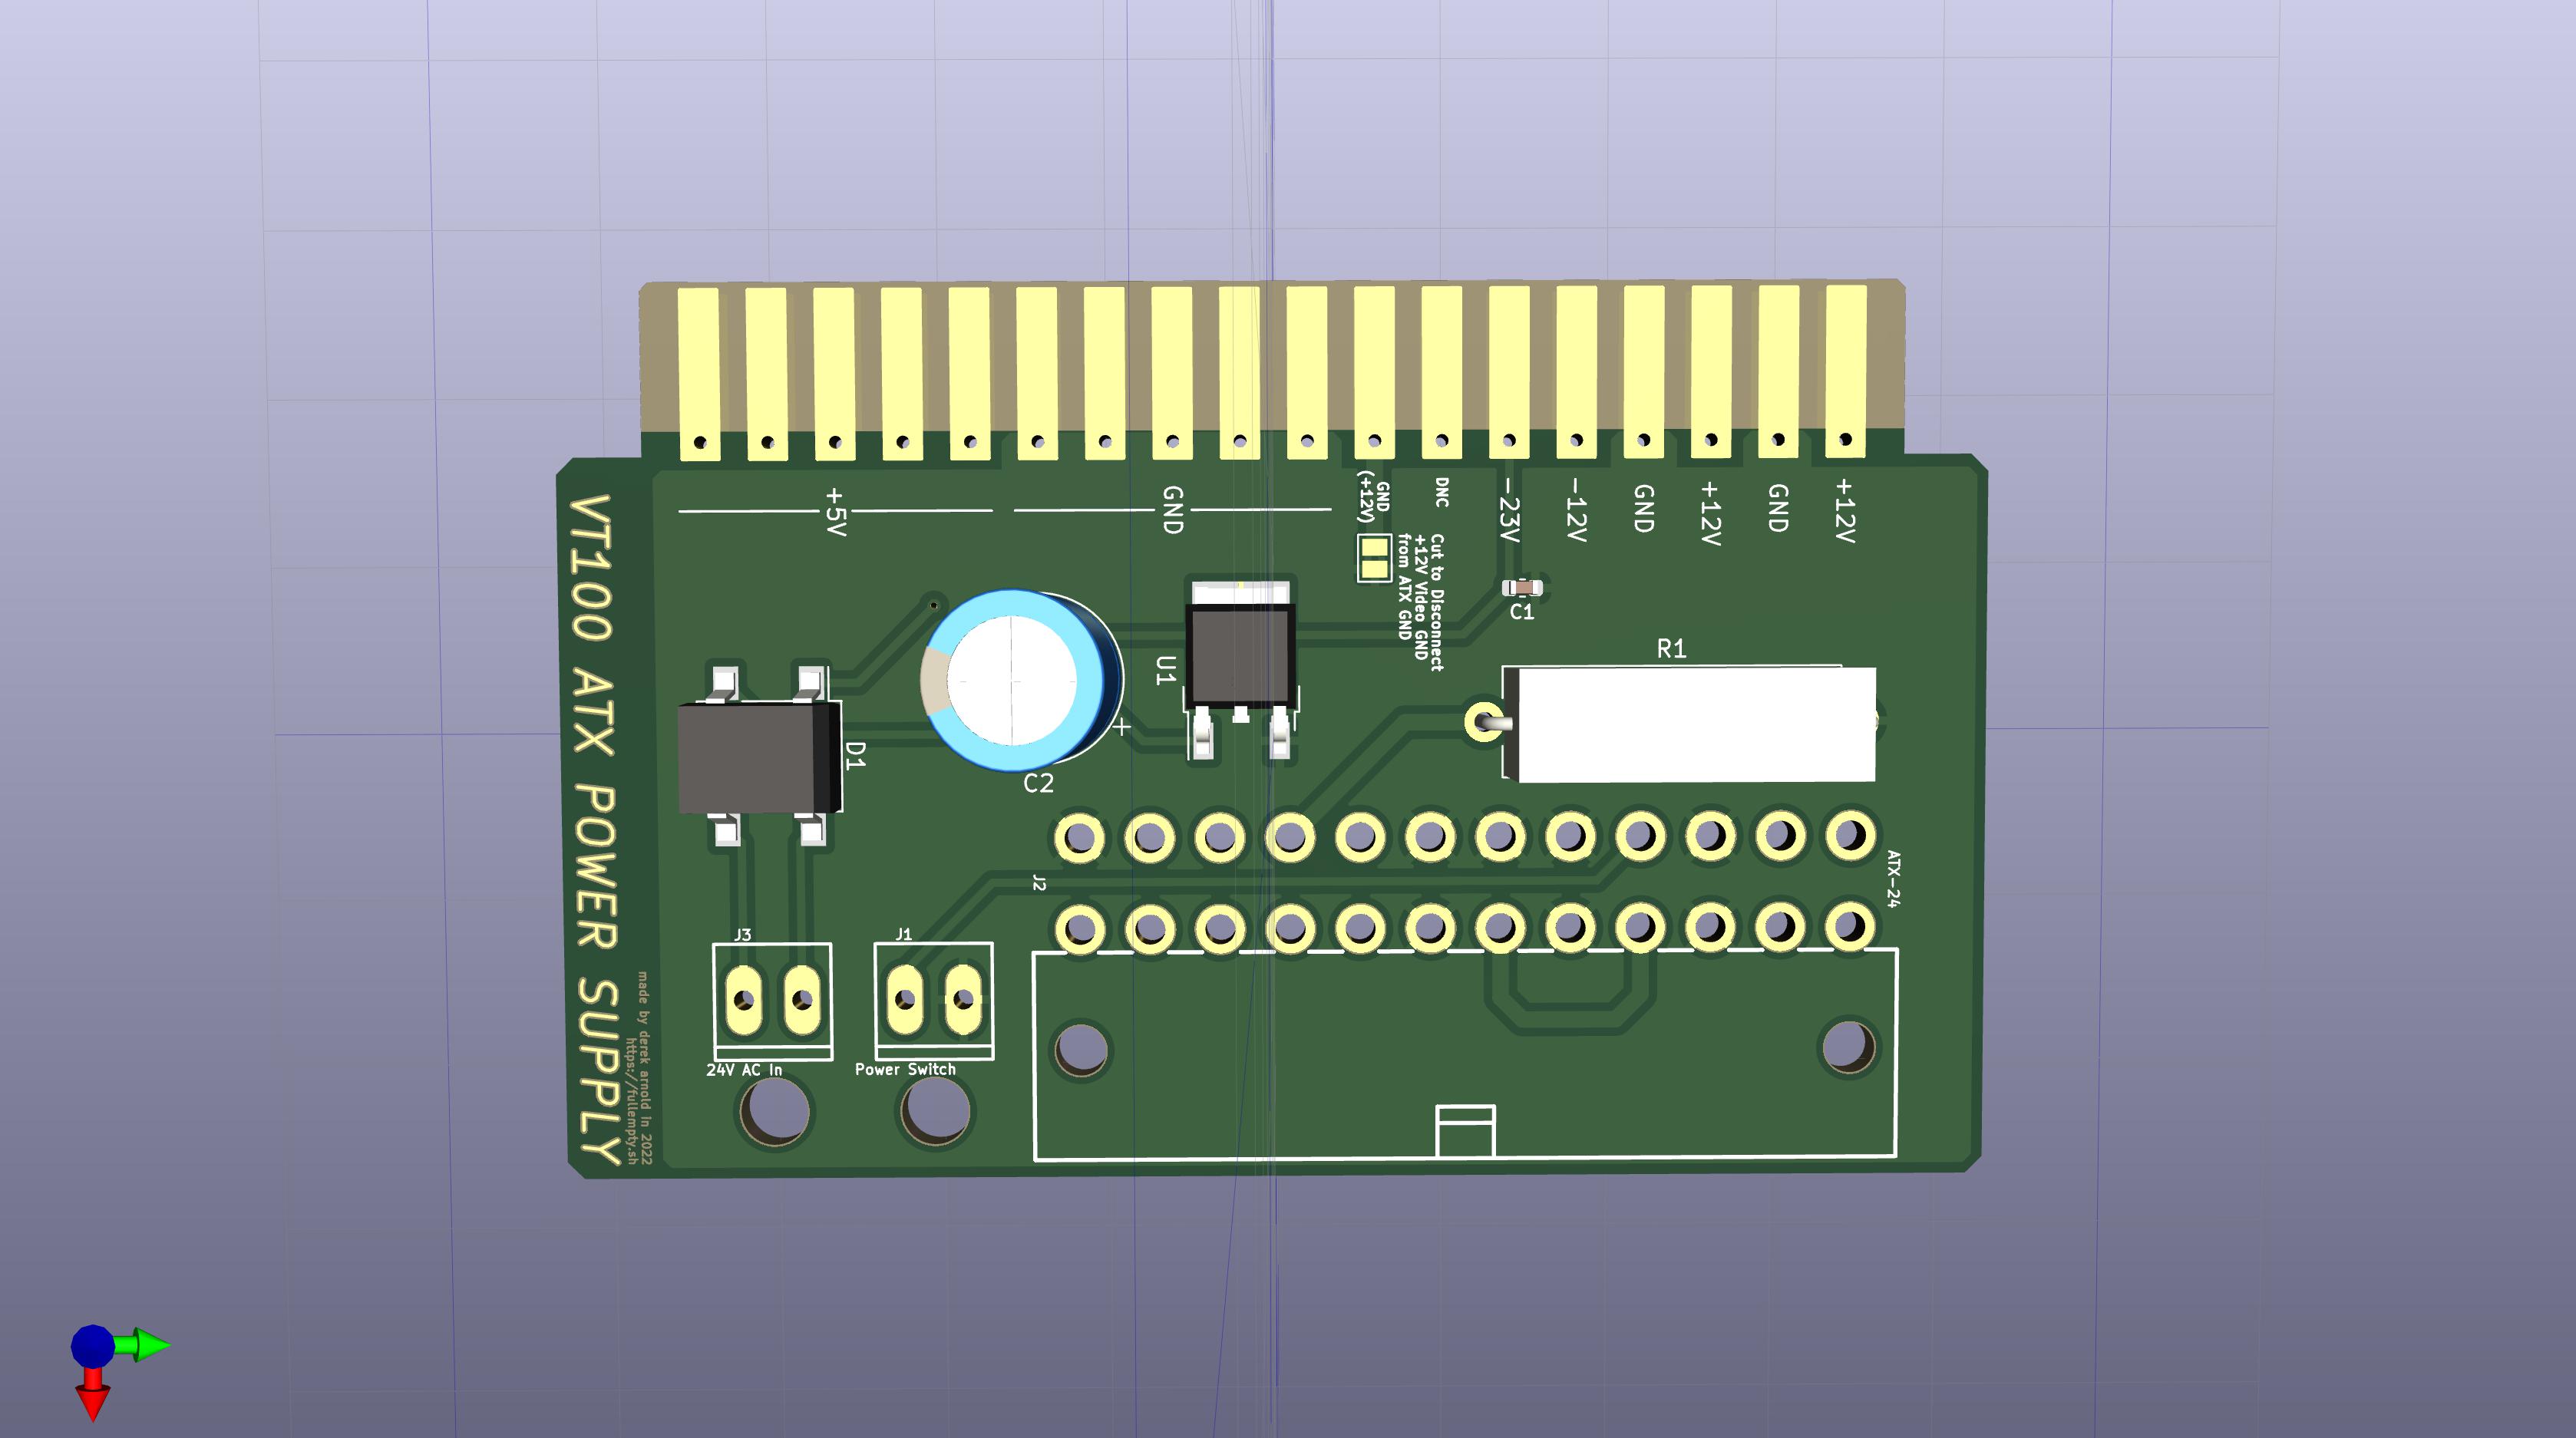 +5V
GND
GND
(+12V)
DNC
-23V
-12V
GND
+12V
GND
+12V
Cut to Disconnect
+12V Video GND
from ATX GND
C1
R1
U1
D1
+
C2
J2
ATX-24
J3
J1
24V AC In
Power Switch
VT100 ATX POWER SUPPLY
made by derek arnold in 2022
https://fullempty.sh